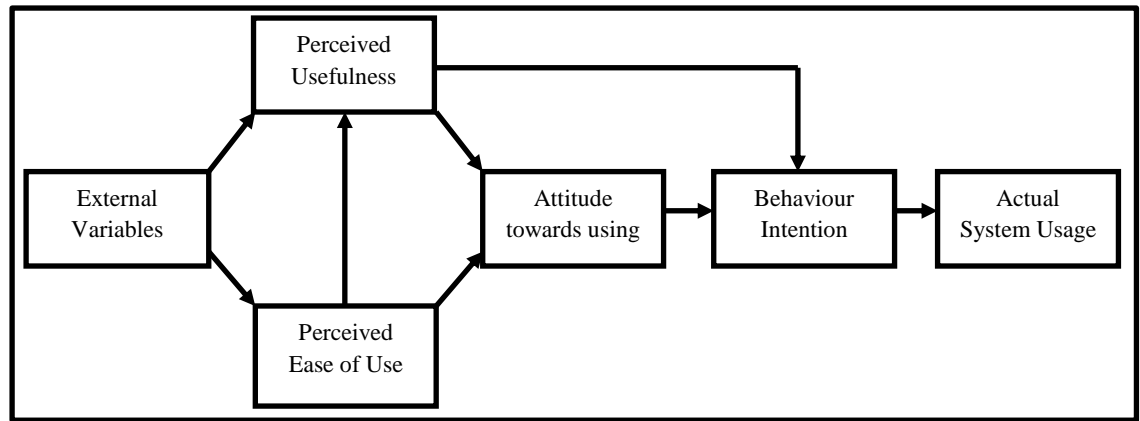 Perceived
Usefulness
External
Variables
Attitude
towards using
Behaviour
Intention
Actual
System Usage
Perceived
Ease of Use